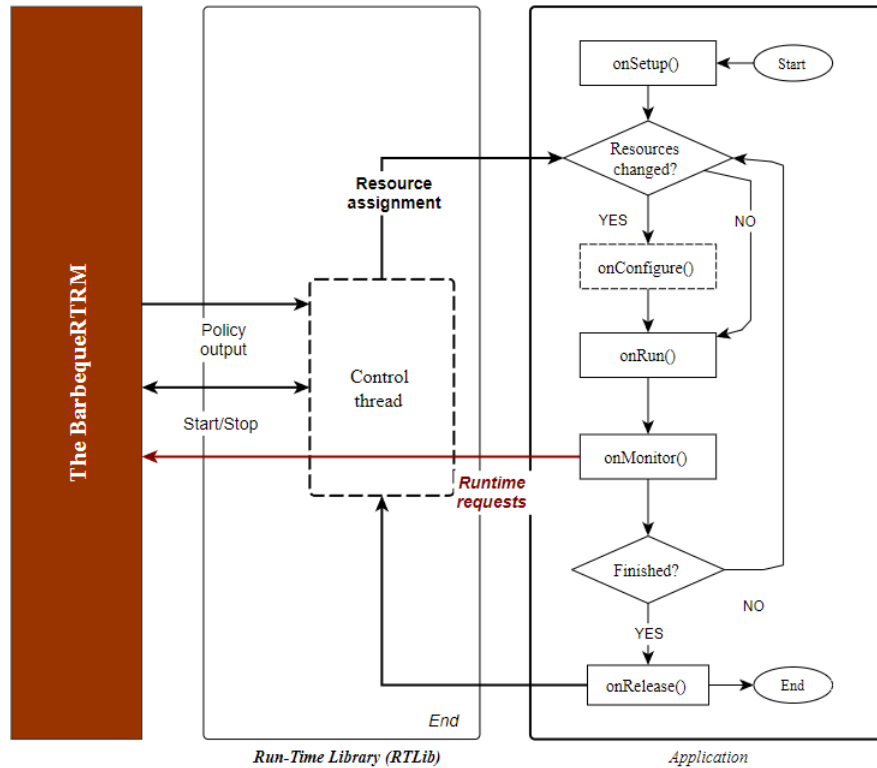 The BarbequeRTRM
Policy
output
Start/Stop
Resource
assignment
Control
thread
Runtime
requests
End
Run-Time Library (RTLib)
onSetup()
Start
Resources
changed?
YES
NO
onConfigure()
onRun()
onMonitor()
Finished?
NO
YES
onRelease()
End
Application